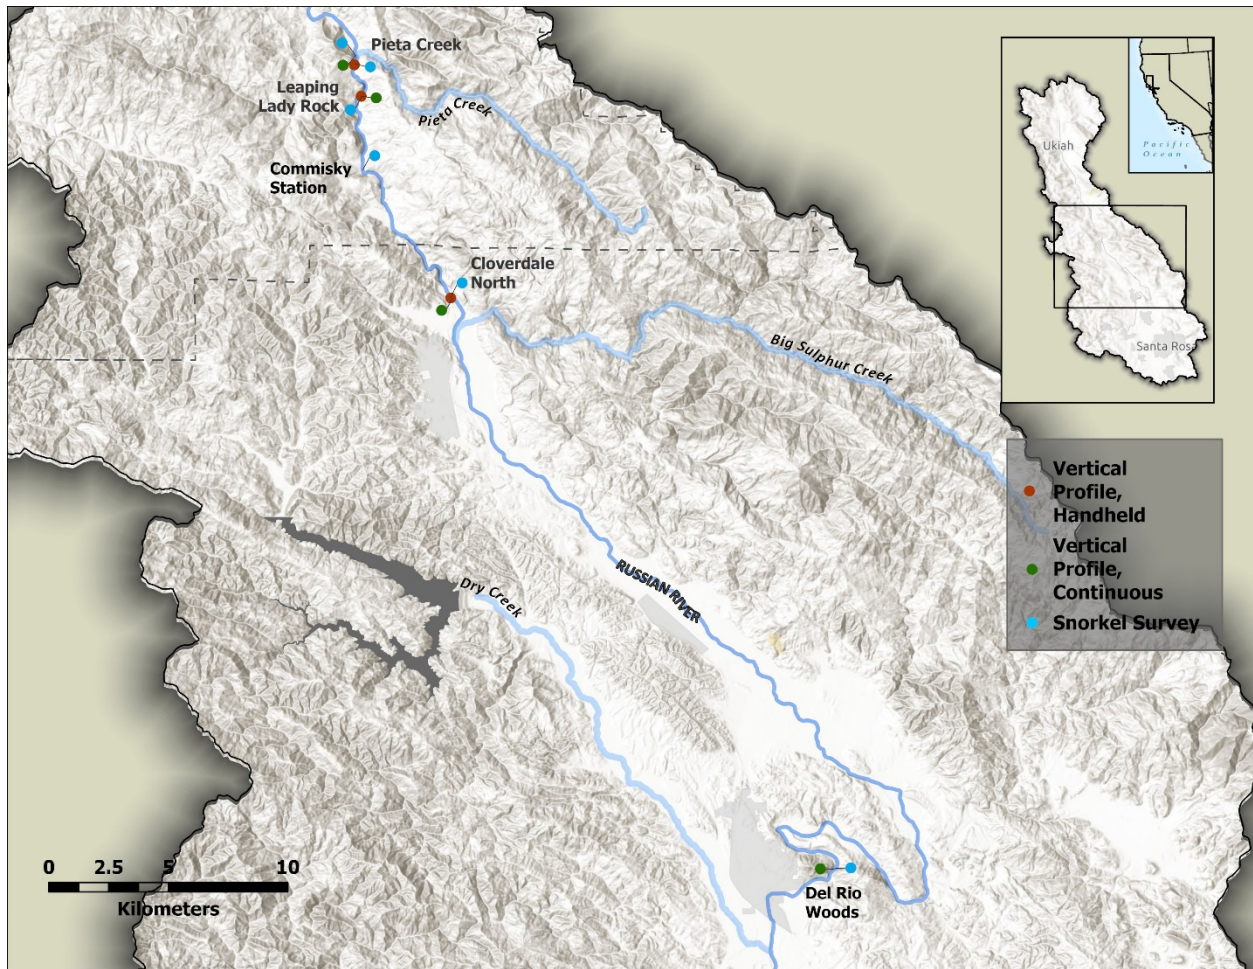 Pieta Creek
Leaping
Lady Rock
Pieta Creek
Commisky
Station
Cloverdale
North
Big Sulphur Creek
Dry Creek
RUSSIAN RIVER
Del Rio
Woods
0 2.5 5 10
Kilometers
Ukiah
Santa Rosa
Pacific
Ocean
Vertical
Profile,
Handheld
Vertical
Profile,
Continuous
Snorkel Survey